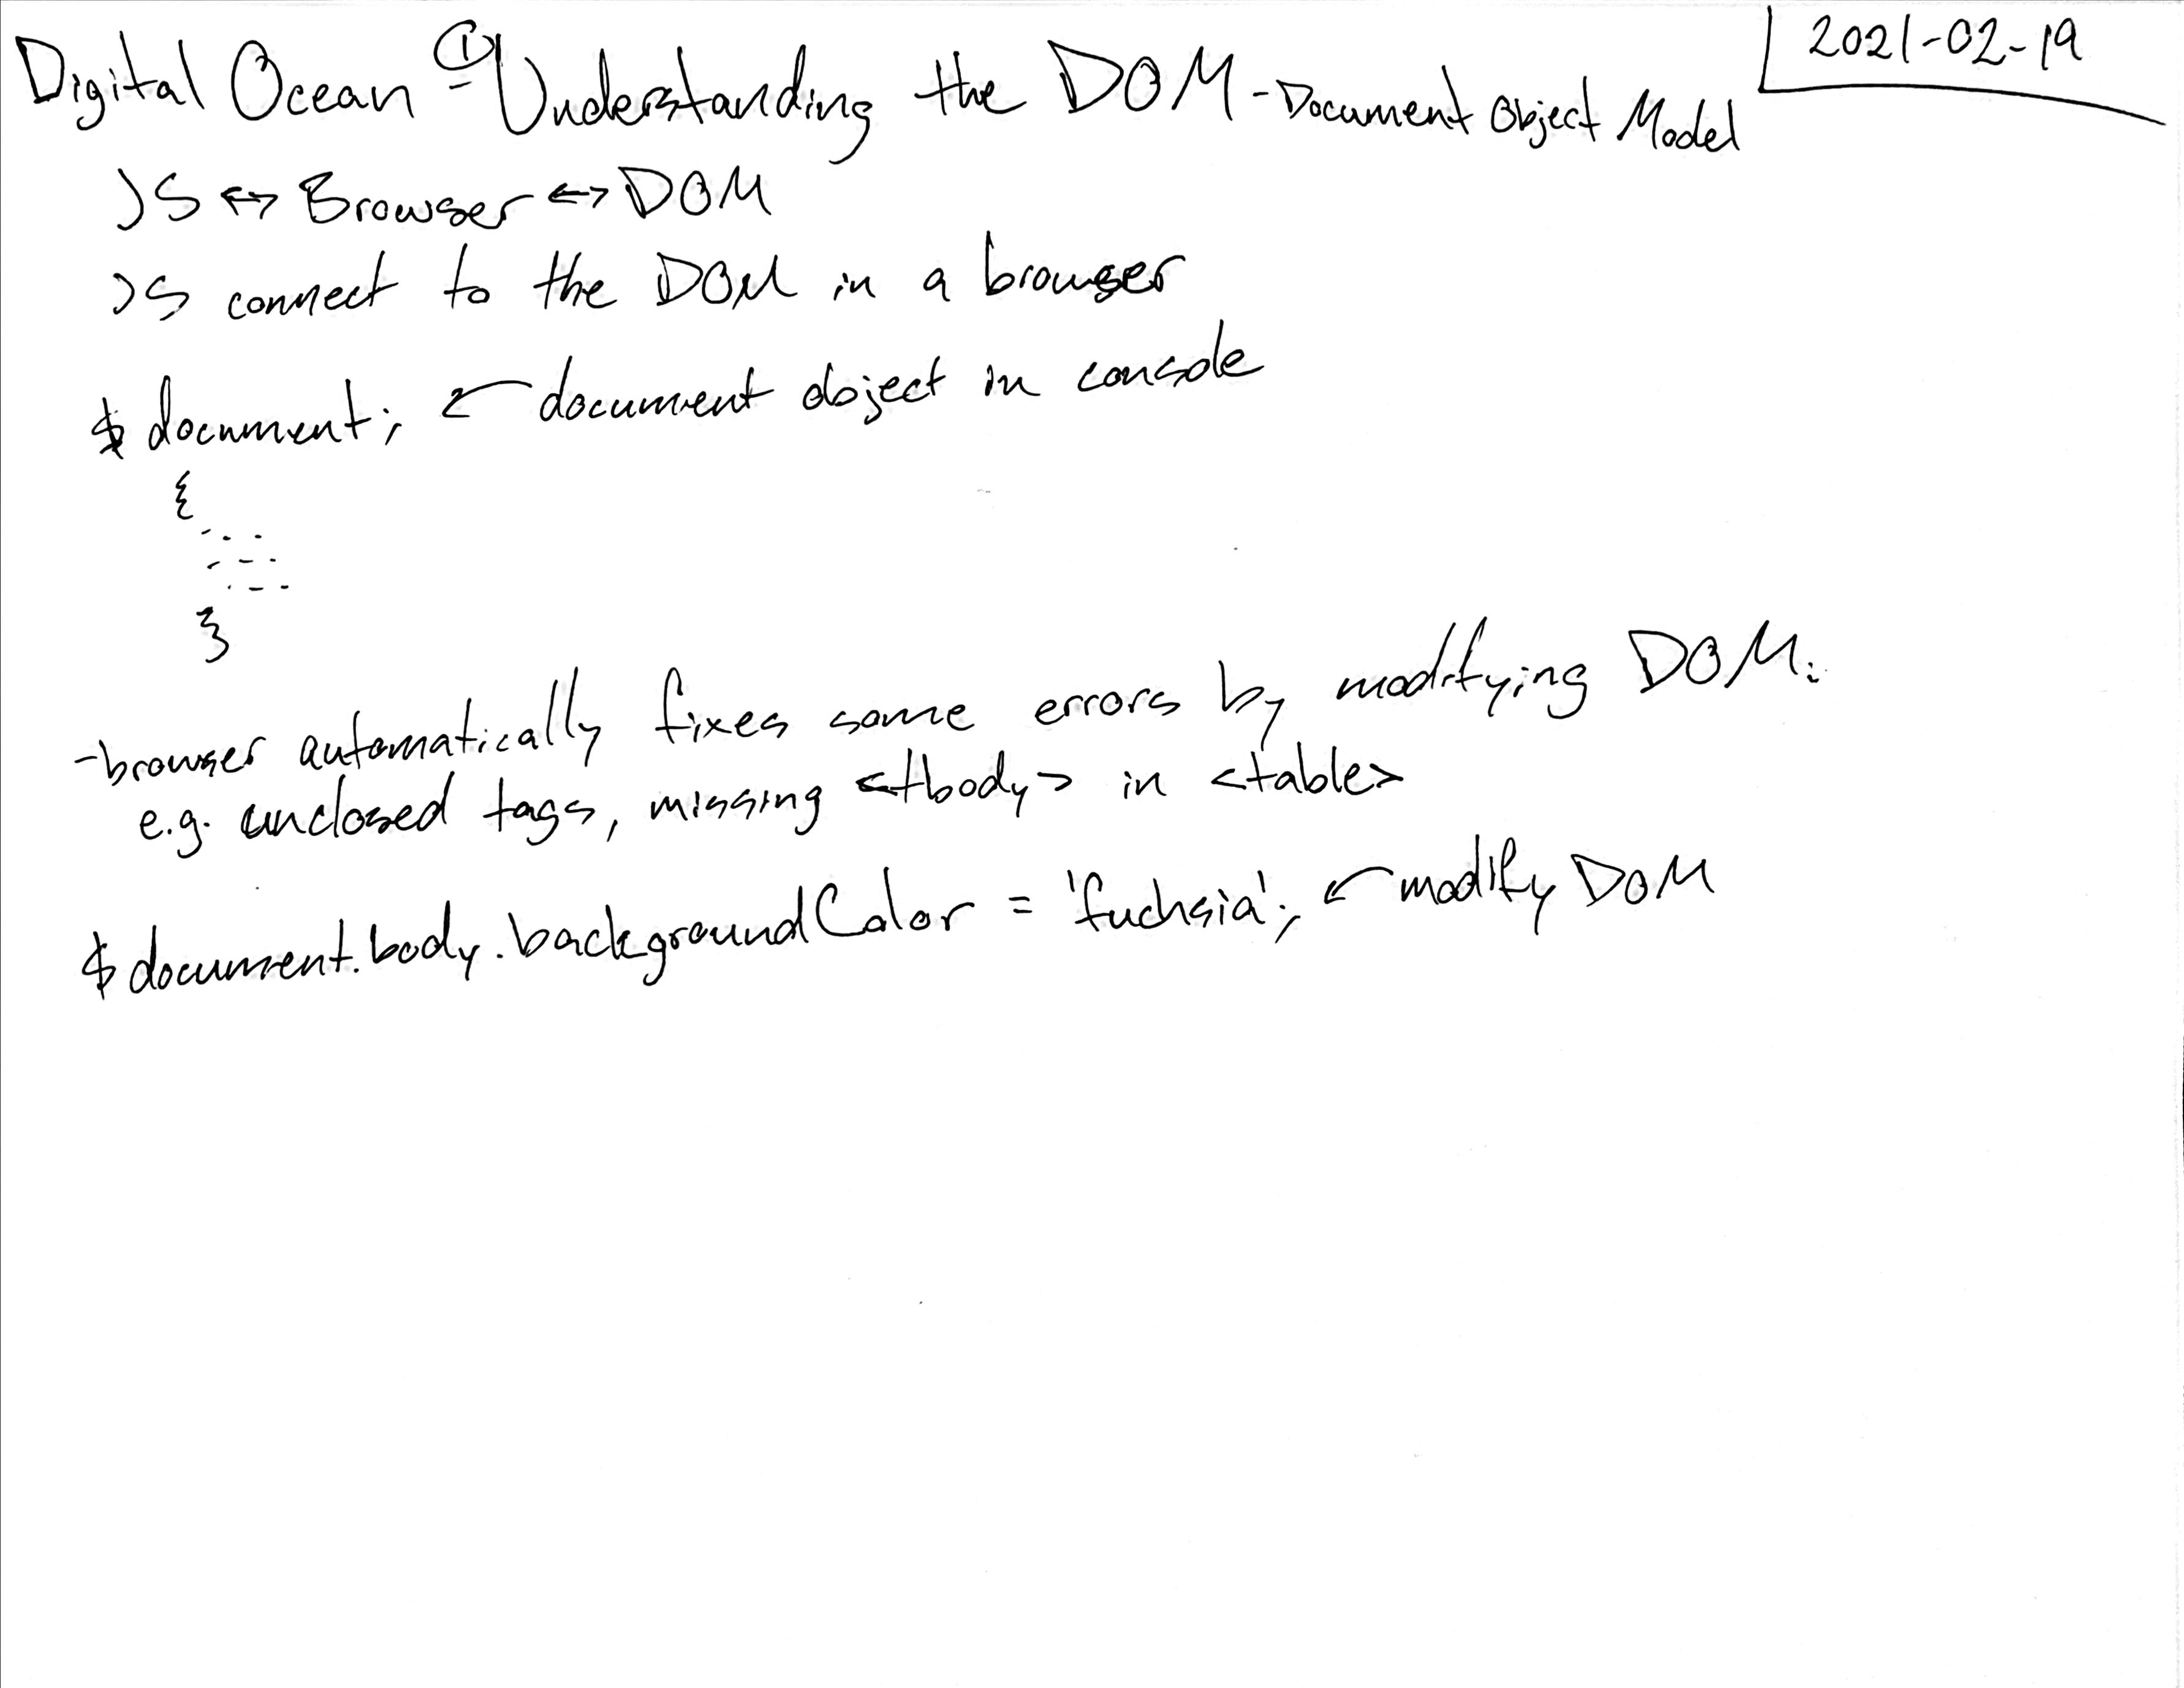 2021-02-19
Digital Ocean ① - Understanding the DOM - Document Object Model
JS ↔ Browser ↔ DOM
JS connect to the DOM in a browser
$ document; ← document object in console
{
...
...
...
}
- browser automatically fixes some errors by modifying DOM:
e.g. unclosed tags, missing <tbody> in <table>
$ document.body.backgroundColor = 'fuchsia'; ← modify DOM